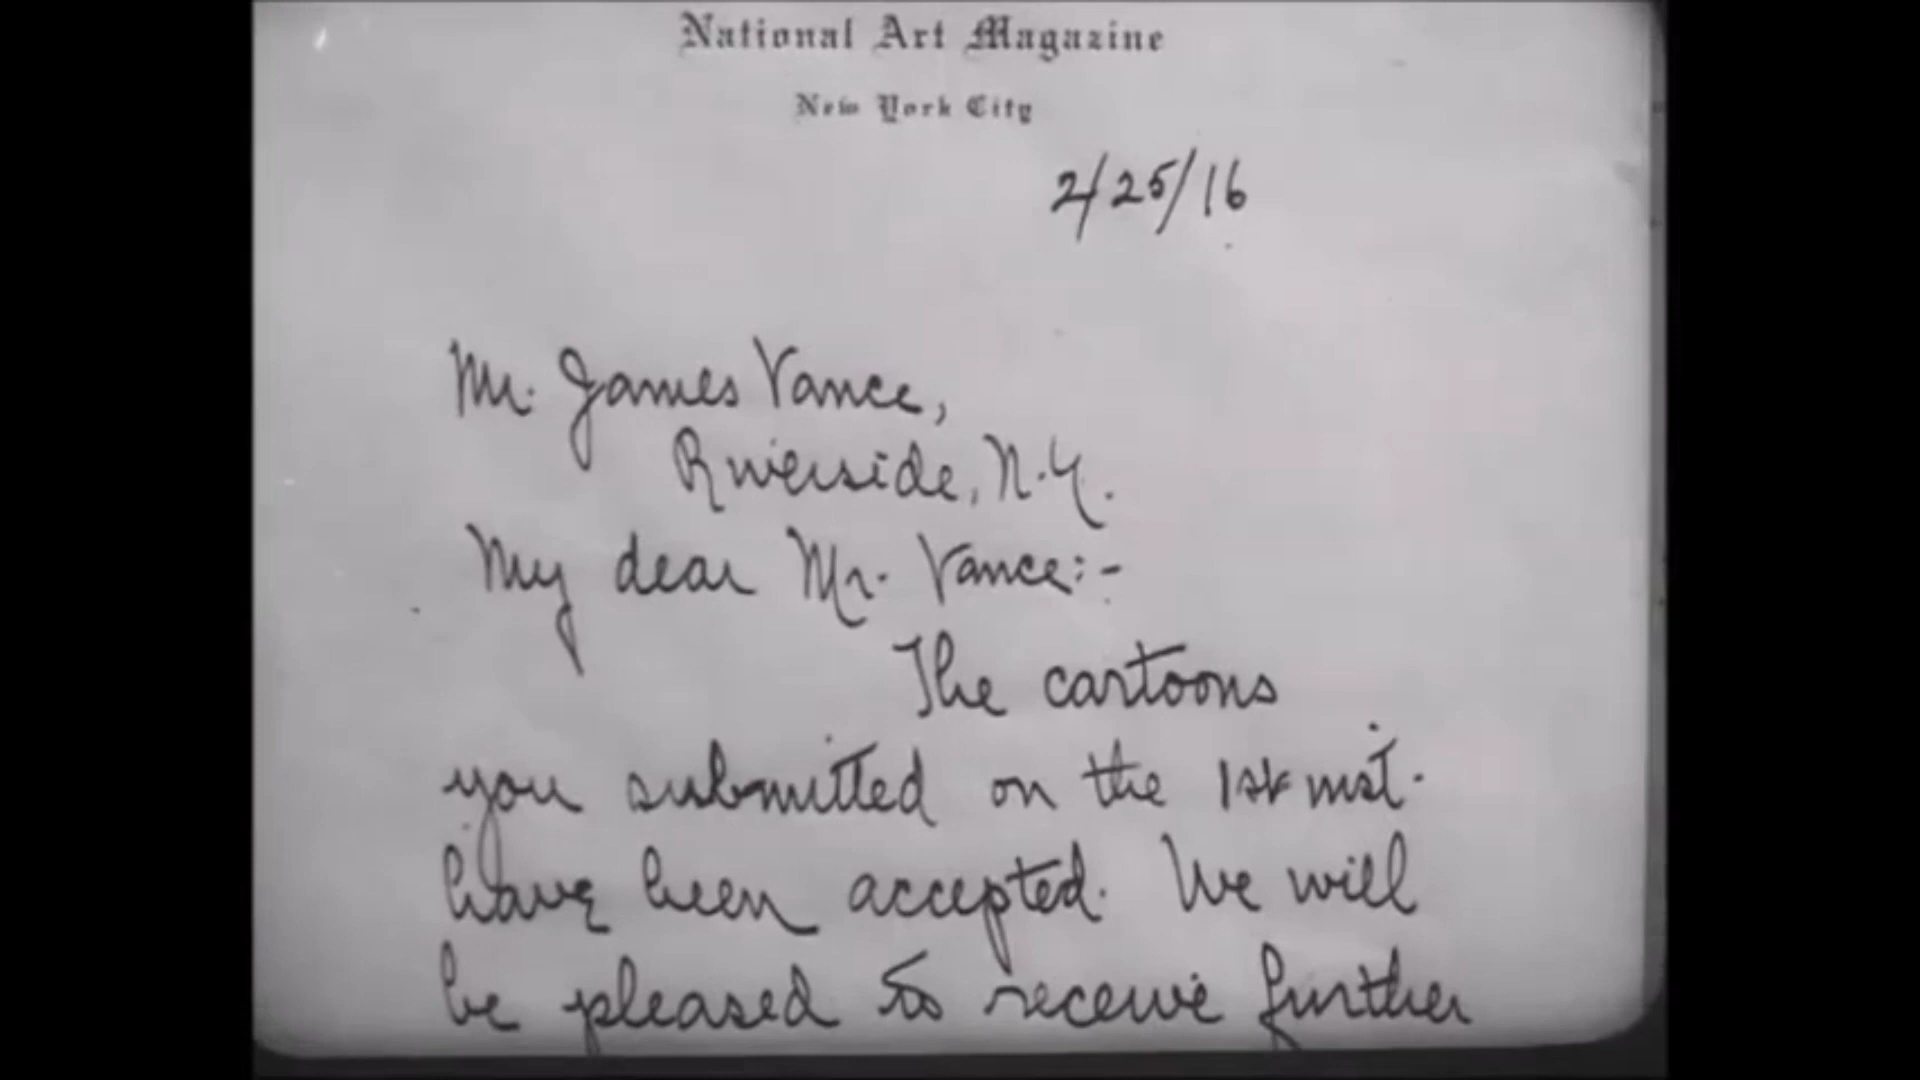 National Art Magazine
New York City
2/25/16
Mr. James Vance,
Riverside, N.Y.
My dear Mr. Vance:-
The cartoons
you submitted on the 1st inst.
have been accepted. We will
be pleased to receive further